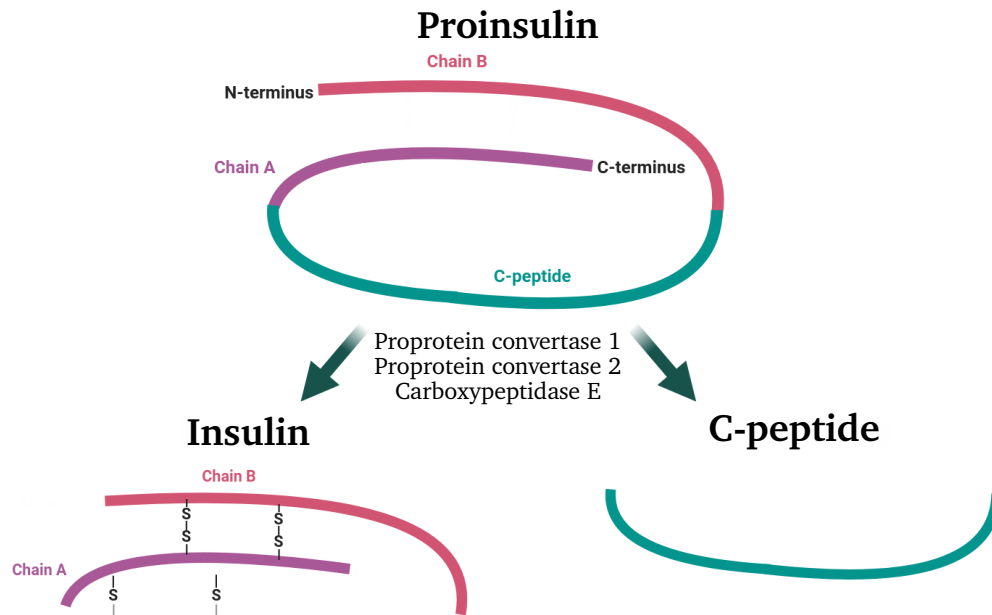 Proinsulin
Chain B
N-terminus
Chain A
C-terminus
C-peptide
Proprotein convertase 1
Proprotein convertase 2
Carboxypeptidase E
Insulin
C-peptide
Chain B
S
S
S
S
Chain A
S
S